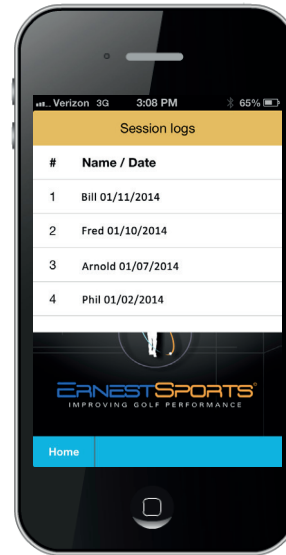 Verizon 3G 3:08 PM 65%
Session logs
# Name / Date
1 Bill 01/11/2014
2 Fred 01/10/2014
3 Arnold 01/07/2014
4 Phil 01/02/2014
ERNESTSPORTS®
IMPROVING GOLF PERFORMANCE
Home